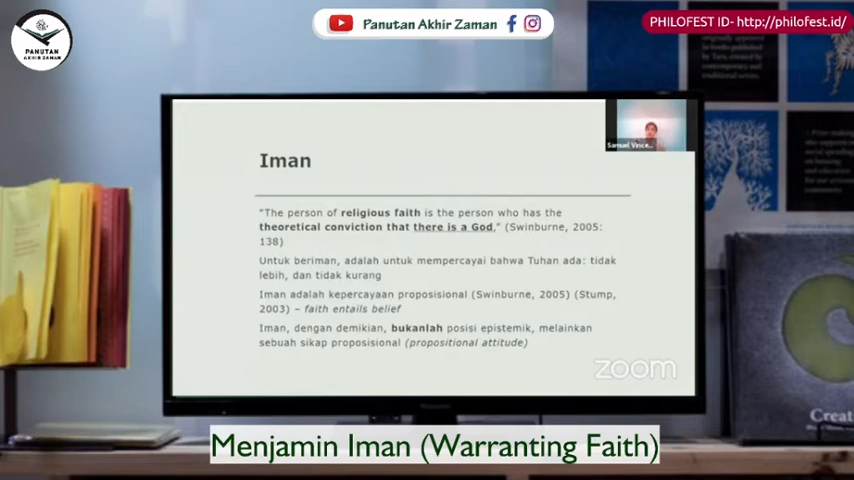 Panutan Akhir Zaman-
PHILOFEST ID- http://philofest.id/
PANUTAN
AKHIR ZAMAN
Samuel Vince...
Iman
"The person of religious faith is the person who has the
theoretical conviction that there is a God," (Swinburne, 2005:
138)
Untuk beriman, adalah untuk mempercayai bahwa Tuhan ada: tidak
lebih, dan tidak kurang
Iman adalah kepercayaan proposisional (Swinburne, 2005) (Stump,
2003) – faith entails belief
Iman, dengan demikian, bukanlah posisi epistemik, melainkan
sebuah sikap proposisional (propositional attitude)
zoom
Creat
Menjamin Iman (Warranting Faith)